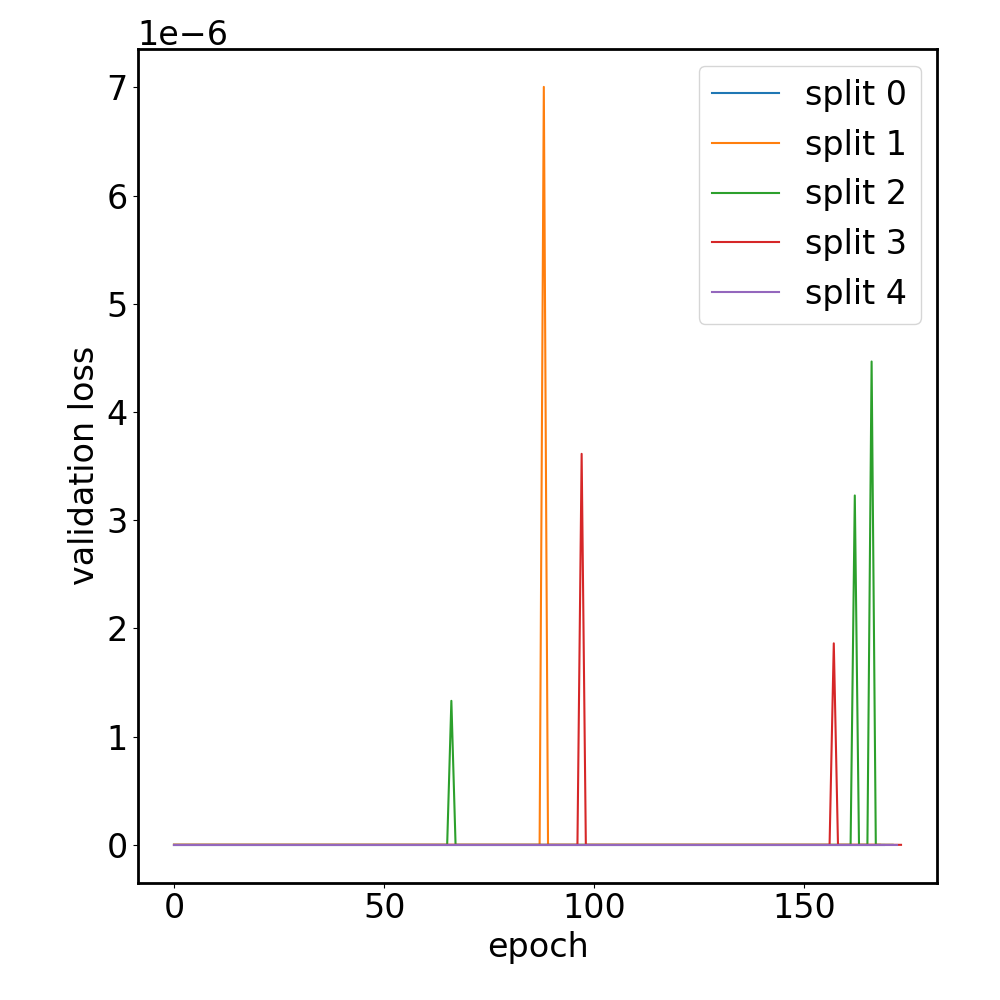 1e−6
7
6
5
4
3
2
1
0
validation loss
split 0
split 1
split 2
split 3
split 4
0 50 100 150
epoch